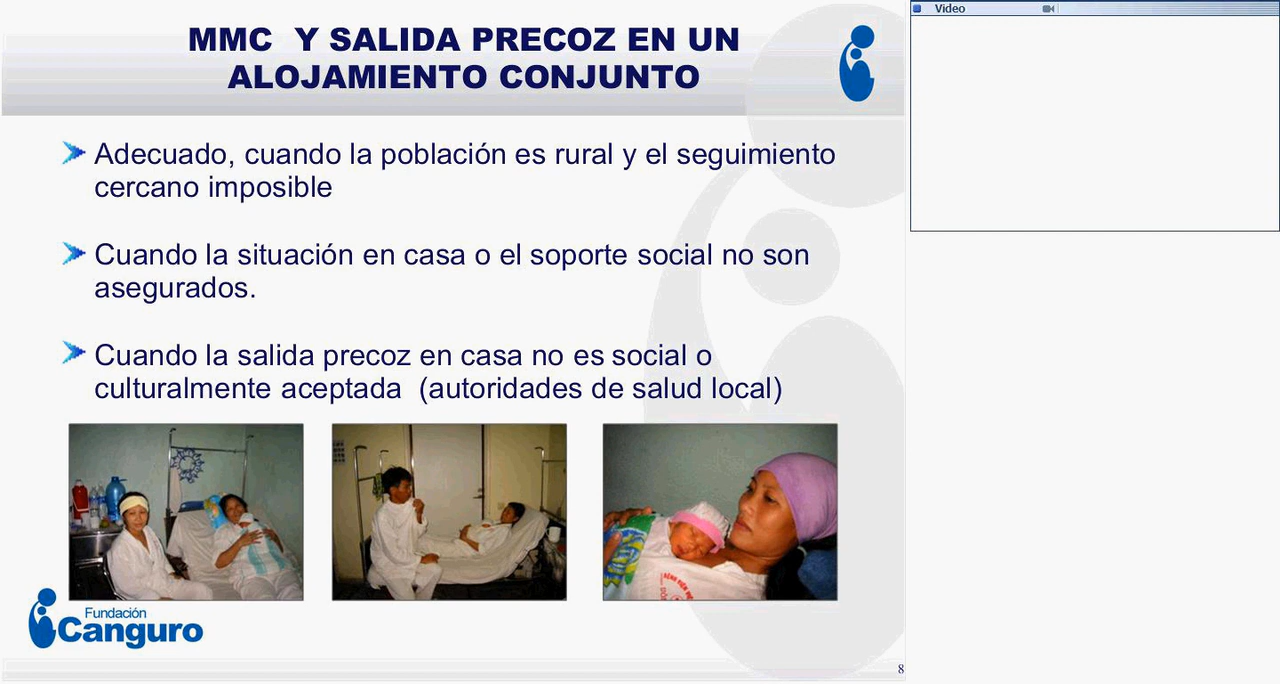 MMC Y SALIDA PRECOZ EN UN
ALOJAMIENTO CONJUNTO
Video
Adecuado, cuando la población es rural y el seguimiento
cercano imposible
Cuando la situación en casa o el soporte social no son
asegurados.
Cuando la salida precoz en casa no es social o
culturalmente aceptada (autoridades de salud local)
Fundación
Canguro
8